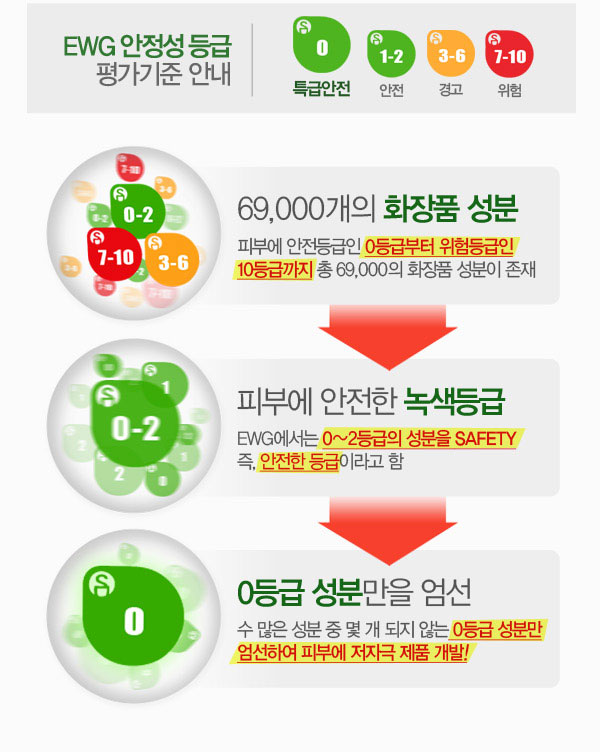 EWG 안정성 등급
평가기준 안내
0
특급안전
1-2
안전
3-6
경고
7-10
위험
7-10
3-6
0-2
7-10
3-6
69,000개의 화장품 성분
피부에 안전등급인 0등급부터 위험등급인
10등급까지 총 69,000의 화장품 성분이 존재
1
0-2
2
2
0
피부에 안전한 녹색등급
EWG에서는 0~2등급의 성분을 SAFETY
즉, 안전한 등급이라고 함
0
0등급 성분만을 엄선
수 많은 성분 중 몇 개 되지 않는 0등급 성분만
엄선하여 피부에 저자극 제품 개발!